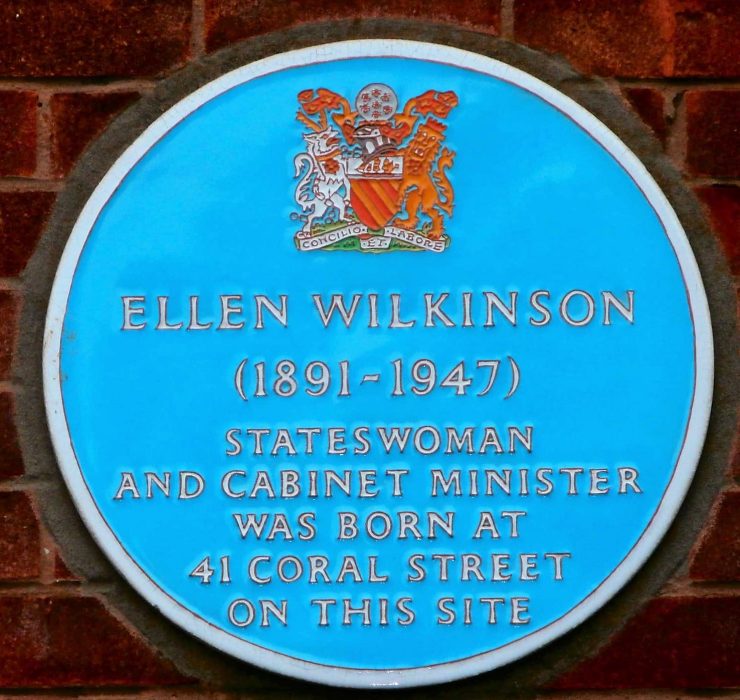 CONCILIO ET LABORE
ELLEN WILKINSON
(1891-1947)
STATESWOMAN
AND CABINET MINISTER
WAS BORN AT
41 CORAL STREET
ON THIS SITE